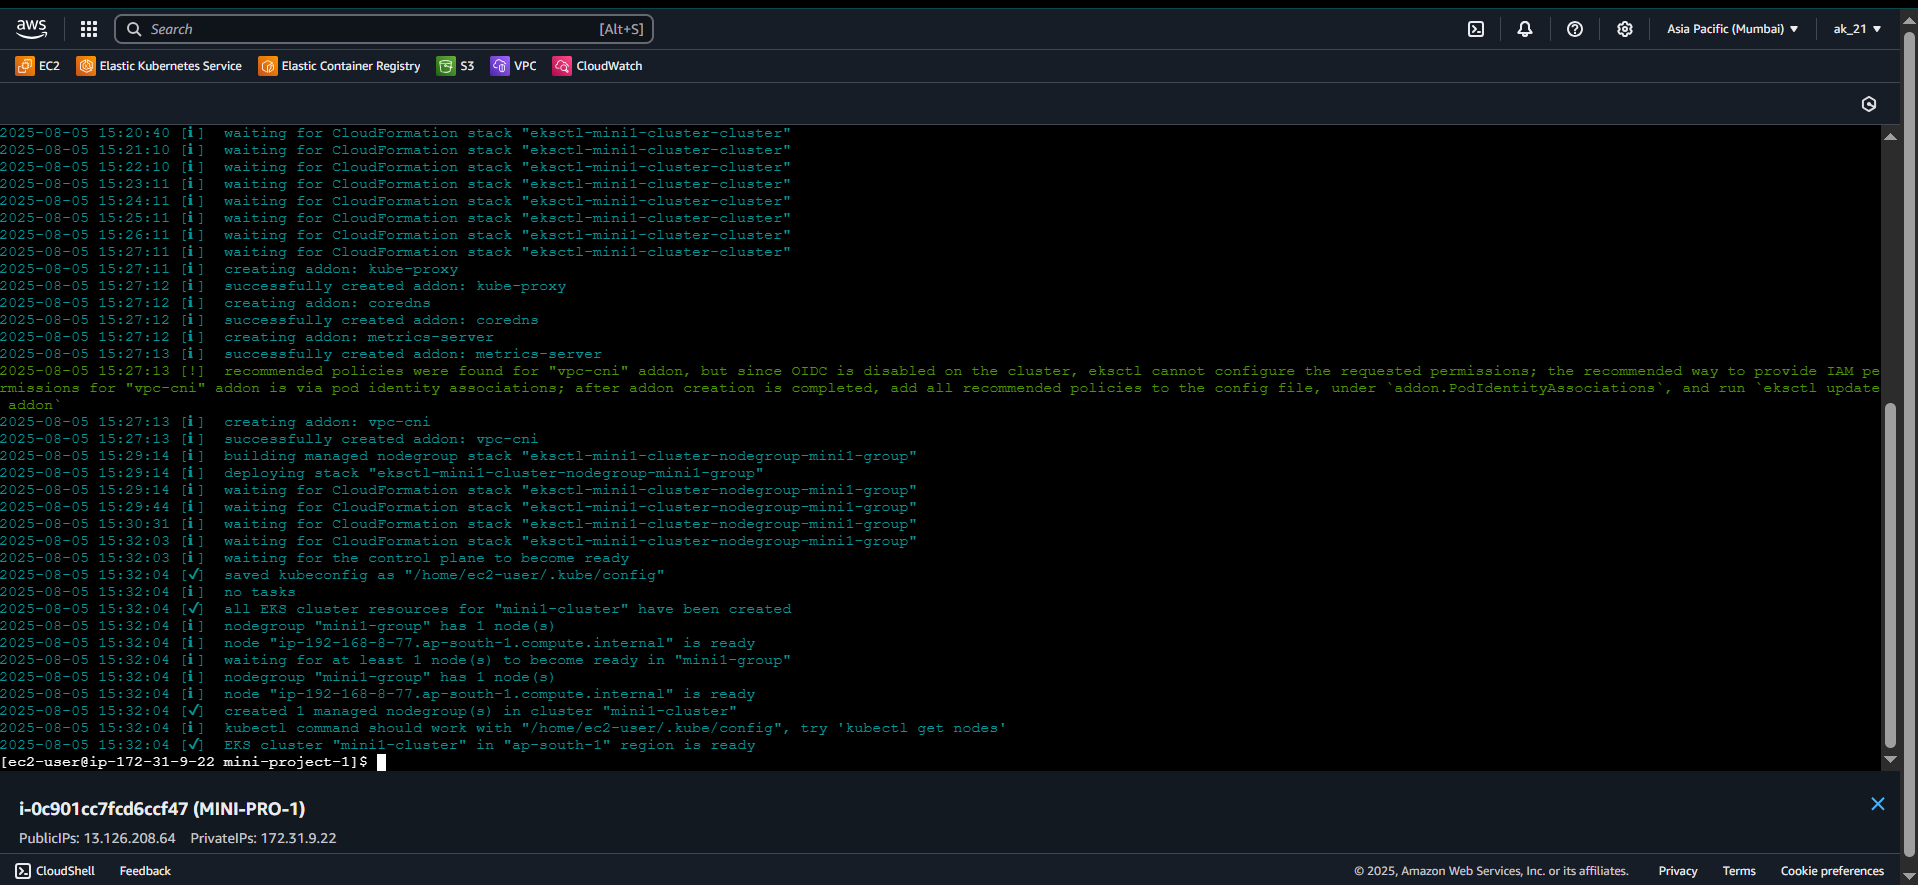 aws
Search [Alt+S]
Asia Pacific (Mumbai) ▼ ak_21 ▼
EC2 Elastic Kubernetes Service Elastic Container Registry S3 VPC CloudWatch
2025-08-05 15:20:40 [ℹ]  waiting for CloudFormation stack "eksctl-mini1-cluster-cluster"
2025-08-05 15:21:10 [ℹ]  waiting for CloudFormation stack "eksctl-mini1-cluster-cluster"
2025-08-05 15:22:10 [ℹ]  waiting for CloudFormation stack "eksctl-mini1-cluster-cluster"
2025-08-05 15:23:11 [ℹ]  waiting for CloudFormation stack "eksctl-mini1-cluster-cluster"
2025-08-05 15:24:11 [ℹ]  waiting for CloudFormation stack "eksctl-mini1-cluster-cluster"
2025-08-05 15:25:11 [ℹ]  waiting for CloudFormation stack "eksctl-mini1-cluster-cluster"
2025-08-05 15:26:11 [ℹ]  waiting for CloudFormation stack "eksctl-mini1-cluster-cluster"
2025-08-05 15:27:11 [ℹ]  waiting for CloudFormation stack "eksctl-mini1-cluster-cluster"
2025-08-05 15:27:11 [ℹ]  creating addon: kube-proxy
2025-08-05 15:27:12 [ℹ]  successfully created addon: kube-proxy
2025-08-05 15:27:12 [ℹ]  creating addon: coredns
2025-08-05 15:27:12 [ℹ]  successfully created addon: coredns
2025-08-05 15:27:12 [ℹ]  creating addon: metrics-server
2025-08-05 15:27:13 [ℹ]  successfully created addon: metrics-server
2025-08-05 15:27:13 [!]  recommended policies were found for "vpc-cni" addon, but since OIDC is disabled on the cluster, eksctl cannot configure the requested permissions; the recommended way to provide IAM pe
rmissions for "vpc-cni" addon is via pod identity associations; after addon creation is completed, add all recommended policies to the config file, under `addon.PodIdentityAssociations`, and run `eksctl update
addon`
2025-08-05 15:27:13 [ℹ]  creating addon: vpc-cni
2025-08-05 15:27:13 [ℹ]  successfully created addon: vpc-cni
2025-08-05 15:29:14 [ℹ]  building managed nodegroup stack "eksctl-mini1-cluster-nodegroup-mini1-group"
2025-08-05 15:29:14 [ℹ]  deploying stack "eksctl-mini1-cluster-nodegroup-mini1-group"
2025-08-05 15:29:14 [ℹ]  waiting for CloudFormation stack "eksctl-mini1-cluster-nodegroup-mini1-group"
2025-08-05 15:29:44 [ℹ]  waiting for CloudFormation stack "eksctl-mini1-cluster-nodegroup-mini1-group"
2025-08-05 15:30:31 [ℹ]  waiting for CloudFormation stack "eksctl-mini1-cluster-nodegroup-mini1-group"
2025-08-05 15:32:03 [ℹ]  waiting for CloudFormation stack "eksctl-mini1-cluster-nodegroup-mini1-group"
2025-08-05 15:32:03 [ℹ]  waiting for the control plane to become ready
2025-08-05 15:32:04 [✓]  saved kubeconfig as "/home/ec2-user/.kube/config"
2025-08-05 15:32:04 [ℹ]  no tasks
2025-08-05 15:32:04 [✓]  all EKS cluster resources for "mini1-cluster" have been created
2025-08-05 15:32:04 [ℹ]  nodegroup "mini1-group" has 1 node(s)
2025-08-05 15:32:04 [ℹ]  node "ip-192-168-8-77.ap-south-1.compute.internal" is ready
2025-08-05 15:32:04 [ℹ]  waiting for at least 1 node(s) to become ready in "mini1-group"
2025-08-05 15:32:04 [ℹ]  nodegroup "mini1-group" has 1 node(s)
2025-08-05 15:32:04 [ℹ]  node "ip-192-168-8-77.ap-south-1.compute.internal" is ready
2025-08-05 15:32:04 [✓]  created 1 managed nodegroup(s) in cluster "mini1-cluster"
2025-08-05 15:32:04 [ℹ]  kubectl command should work with "/home/ec2-user/.kube/config", try 'kubectl get nodes'
2025-08-05 15:32:04 [✓]  EKS cluster "mini1-cluster" in "ap-south-1" region is ready
[ec2-user@ip-172-31-9-22 mini-project-1]$
i-0c901cc7fcd6ccf47 (MINI-PRO-1)
PublicIPs: 13.126.208.64 PrivateIPs: 172.31.9.22
CloudShell Feedback © 2025, Amazon Web Services, Inc. or its affiliates. Privacy Terms Cookie preferences